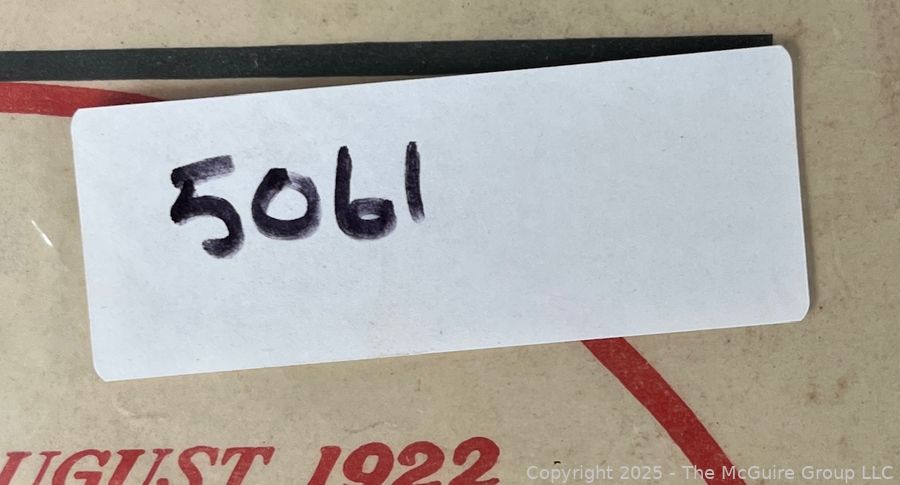 5061
UGUST 1922
Copyright 2025 - The McGuire Group LLC